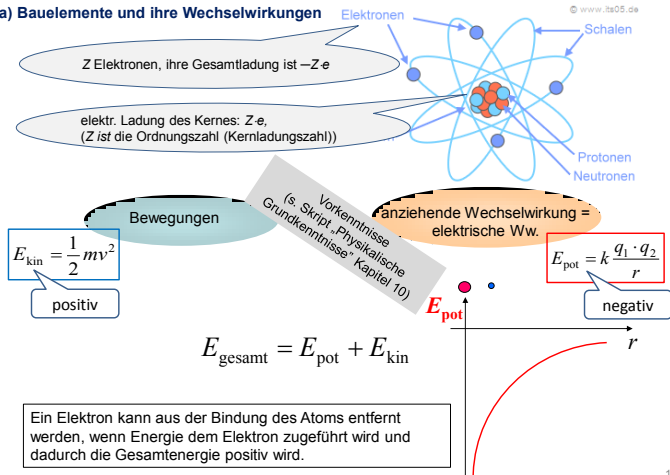 a) Bauelemente und ihre Wechselwirkungen
Elektronen
© www.its05.de
Schalen
Z Elektronen, ihre Gesamtladung ist –Z·e
elektr. Ladung des Kernes: Z·e,
(Z ist die Ordnungszahl (Kernladungszahl))
Protonen
Neutronen
Vorkenntnisse
(s. Skript „Physikalische
Grundkenntnisse" Kapitel 10)
Bewegungen
anziehende Wechselwirkung =
elektrische Ww.
E_kin = 1/2 mv²
positiv
E_pot = k q₁ · q₂ / r
negativ
E_pot
r
E_gesamt = E_pot + E_kin
Ein Elektron kann aus der Bindung des Atoms entfernt
werden, wenn Energie dem Elektron zugeführt wird und
dadurch die Gesamtenergie positiv wird.